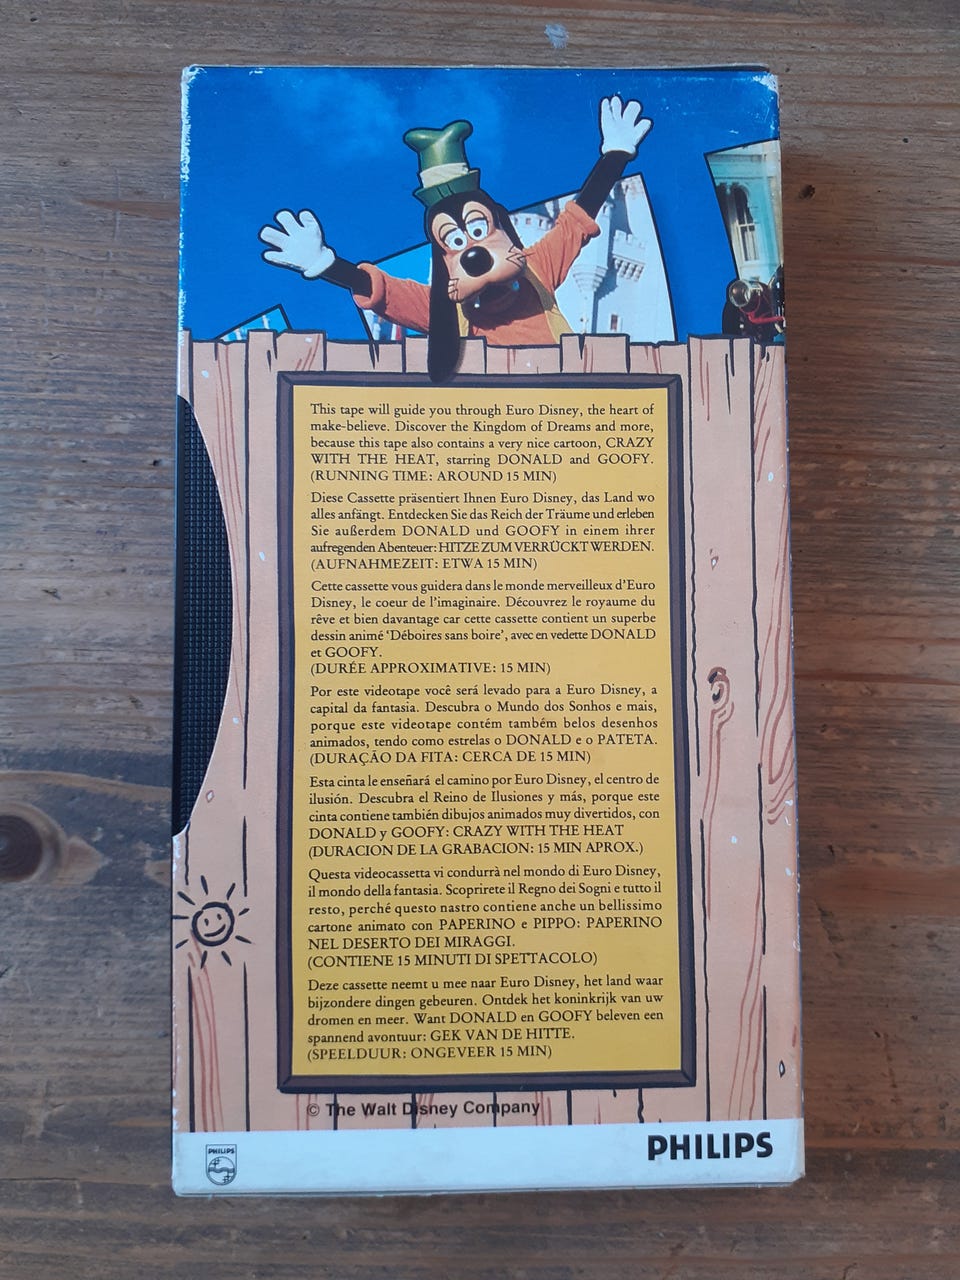 This tape will guide you through Euro Disney, the heart of
make-believe. Discover the Kingdom of Dreams and more,
because this tape also contains a very nice cartoon, CRAZY
WITH THE HEAT, starring DONALD and GOOFY.
(RUNNING TIME: AROUND 15 MIN)
Diese Cassette präsentiert Ihnen Euro Disney, das Land wo
alles anfängt. Entdecken Sie das Reich der Träume und erleben
Sie außerdem DONALD und GOOFY in einem ihrer
aufregenden Abenteuer: HITZE ZUM VERRÜCKT WERDEN.
(AUFNAHMEZEIT: ETWA 15 MIN)
Cette cassette vous guidera dans le monde merveilleux d'Euro
Disney, le coeur de l'imaginaire. Découvrez le royaume du
rêve et bien davantage car cette cassette contient un superbe
dessin animé 'Déboires sans boire', avec en vedette DONALD
et GOOFY.
(DURÉE APPROXIMATIVE: 15 MIN)
Por este videotape você será levado para a Euro Disney, a
capital da fantasia. Descubra o Mundo dos Sonhos e mais,
porque este videotape contém também belos desenhos
animados, tendo como estrelas o DONALD e o PATETA.
(DURAÇÃO DA FITA: CERCA DE 15 MIN)
Esta cinta le enseñará el camino por Euro Disney, el centro de
ilusión. Descubra el Reino de Ilusiones y más, porque este
cinta contiene también dibujos animados muy divertidos, con
DONALD y GOOFY: CRAZY WITH THE HEAT
(DURACION DE LA GRABACION: 15 MIN APROX.)
Questa videocassetta vi condurrà nel mondo di Euro Disney,
il mondo della fantasia. Scoprirete il Regno dei Sogni e tutto il
resto, perché questo nastro contiene anche un bellissimo
cartone animato con PAPERINO e PIPPO: PAPERINO
NEL DESERTO DEI MIRAGGI.
(CONTIENE 15 MINUTI DI SPETTACOLO)
Deze cassette neemt u mee naar Euro Disney, het land waar
bijzondere dingen gebeuren. Ontdek het koninkrijk van uw
dromen en meer. Want DONALD en GOOFY beleven een
spannend avontuur: GEK VAN DE HITTE.
(SPEELDUUR: ONGEVEER 15 MIN)
© The Walt Disney Company
PHILIPS
PHILIPS